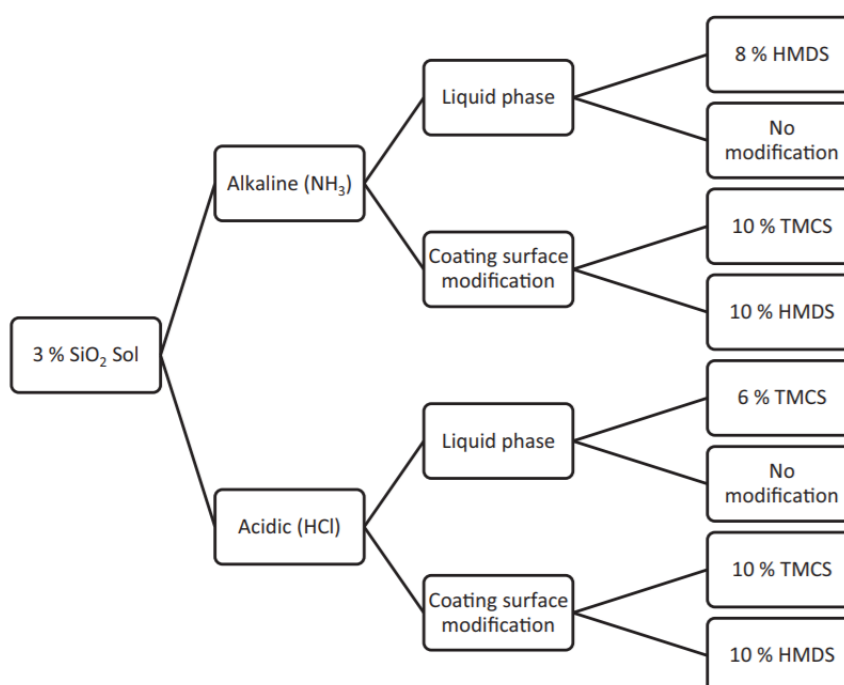 8 % HMDS
Liquid phase
No
modification
Alkaline (NH₃)
10 % TMCS
Coating surface
modification
10 % HMDS
3 % SiO₂ Sol
6 % TMCS
Liquid phase
No
modification
Acidic (HCl)
10 % TMCS
Coating surface
modification
10 % HMDS